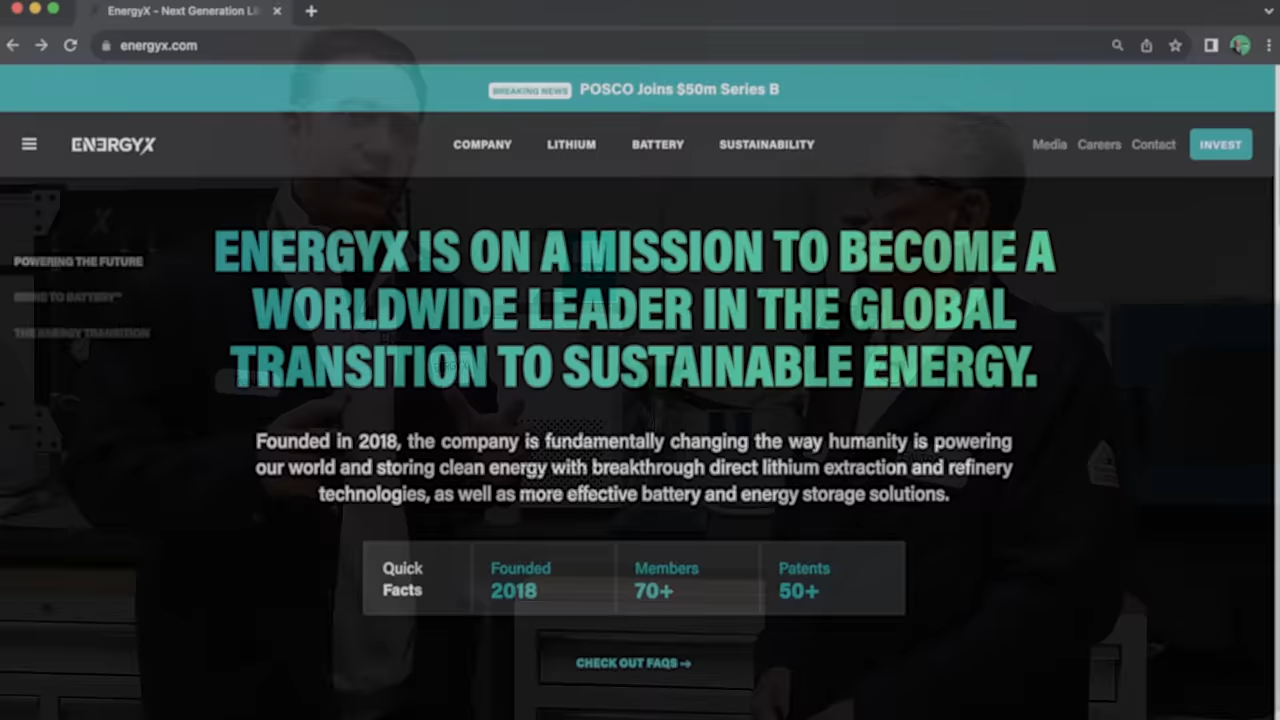 EnergyX - Next Generation Li
energyx.com
BREAKING NEWS POSCO Joins $50m Series B
ENERGYX
COMPANY LITHIUM BATTERY SUSTAINABILITY
Media Careers Contact INVEST
POWERING THE FUTURE
THE ENERGY TRANSITION
ENERGYX IS ON A MISSION TO BECOME A
WORLDWIDE LEADER IN THE GLOBAL
TRANSITION TO SUSTAINABLE ENERGY.
Founded in 2018, the company is fundamentally changing the way humanity is powering
our world and storing clean energy with breakthrough direct lithium extraction and refinery
technologies, as well as more effective battery and energy storage solutions.
Quick Facts
Founded 2018
Members 70+
Patents 50+
CHECK OUT FAQS→